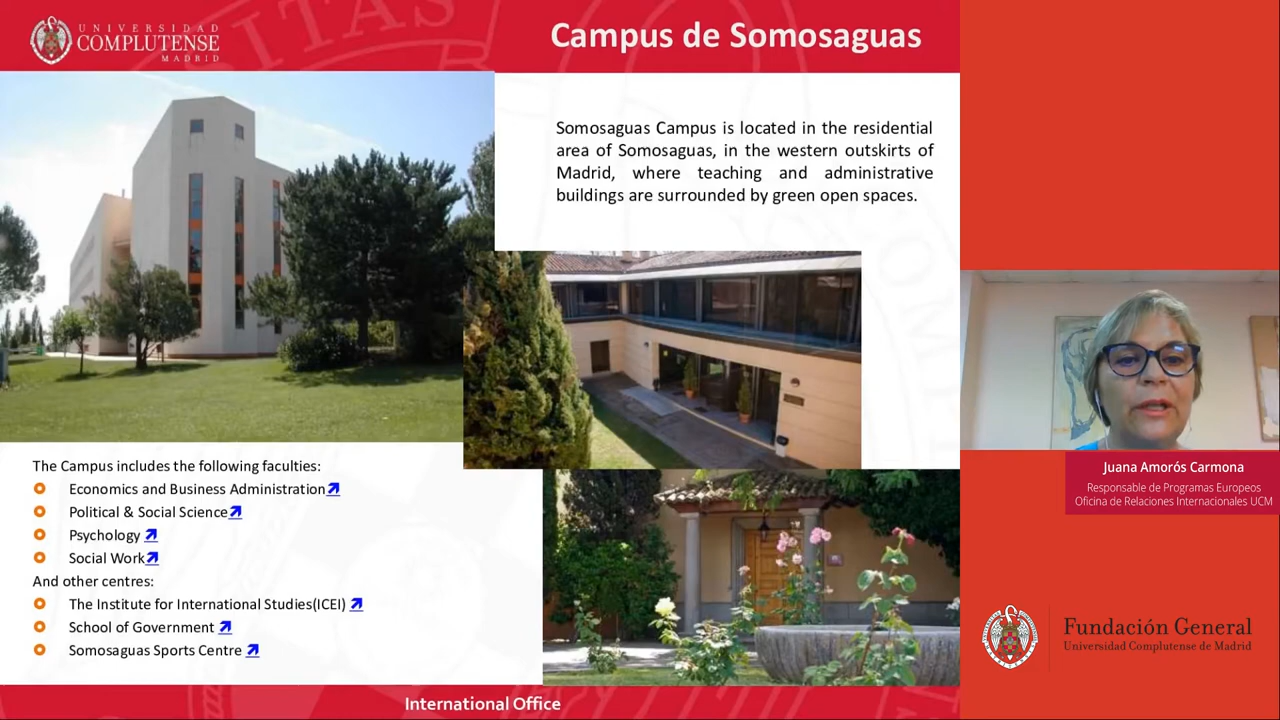 UNIVERSIDAD
COMPLUTENSE
MADRID
Campus de Somosaguas
Somosaguas Campus is located in the residential
area of Somosaguas, in the western outskirts of
Madrid, where teaching and administrative
buildings are surrounded by green open spaces.
The Campus includes the following faculties:
Economics and Business Administration
Political & Social Science
Psychology
Social Work
And other centres:
The Institute for International Studies(ICEI)
School of Government
Somosaguas Sports Centre
International Office
Juana Amorós Carmona
Responsable de Programas Europeos
Oficina de Relaciones Internacionales UCM
Fundación General
Universidad Complutense de Madrid